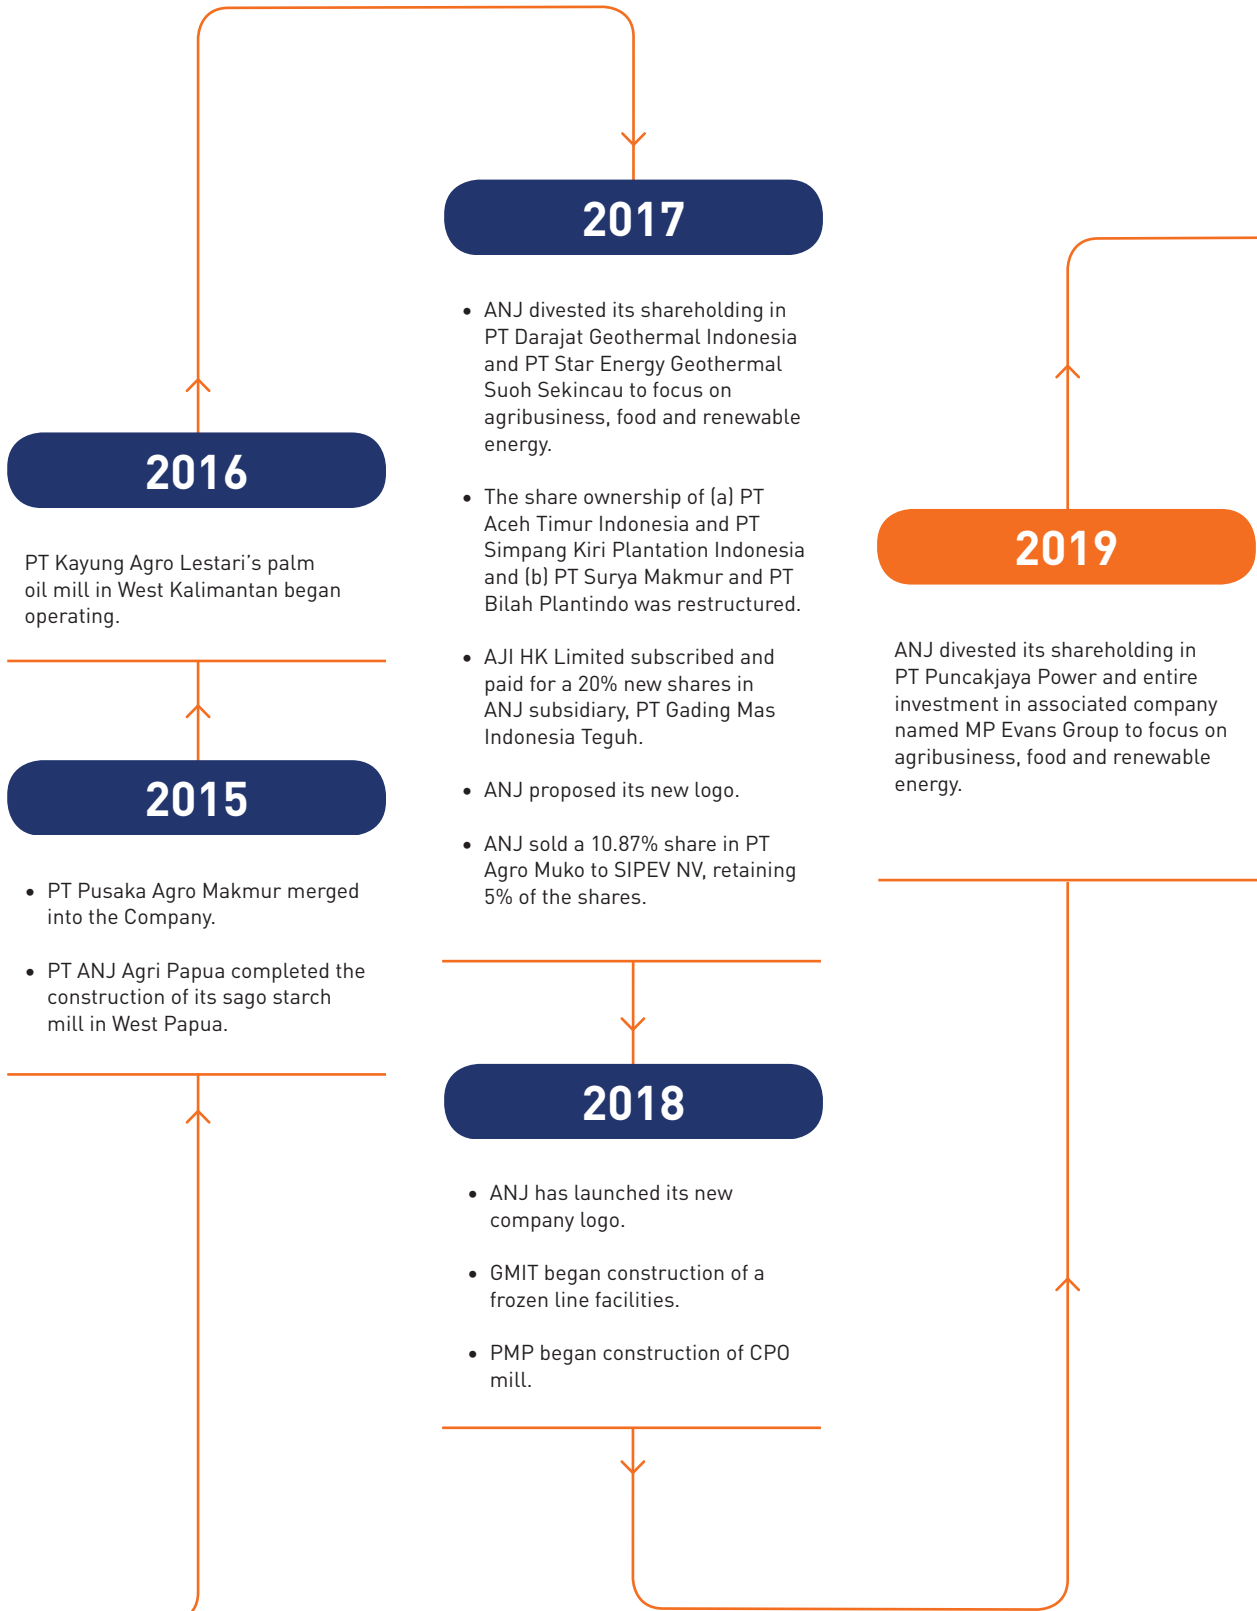 2015
• PT Pusaka Agro Makmur merged
into the Company.
• PT ANJ Agri Papua completed the
construction of its sago starch
mill in West Papua.
2016
PT Kayung Agro Lestari’s palm
oil mill in West Kalimantan began
operating.
2017
• ANJ divested its shareholding in
PT Darajat Geothermal Indonesia
and PT Star Energy Geothermal
Suoh Sekincau to focus on
agribusiness, food and renewable
energy.
• The share ownership of (a) PT
Aceh Timur Indonesia and PT
Simpang Kiri Plantation Indonesia
and (b) PT Surya Makmur and PT
Bilah Plantindo was restructured.
• AJI HK Limited subscribed and
paid for a 20% new shares in
ANJ subsidiary, PT Gading Mas
Indonesia Teguh.
• ANJ proposed its new logo.
• ANJ sold a 10.87% share in PT
Agro Muko to SIPEV NV, retaining
5% of the shares.
2018
• ANJ has launched its new
company logo.
• GMIT began construction of a
frozen line facilities.
• PMP began construction of CPO
mill.
2019
ANJ divested its shareholding in
PT Puncakjaya Power and entire
investment in associated company
named MP Evans Group to focus on
agribusiness, food and renewable
energy.